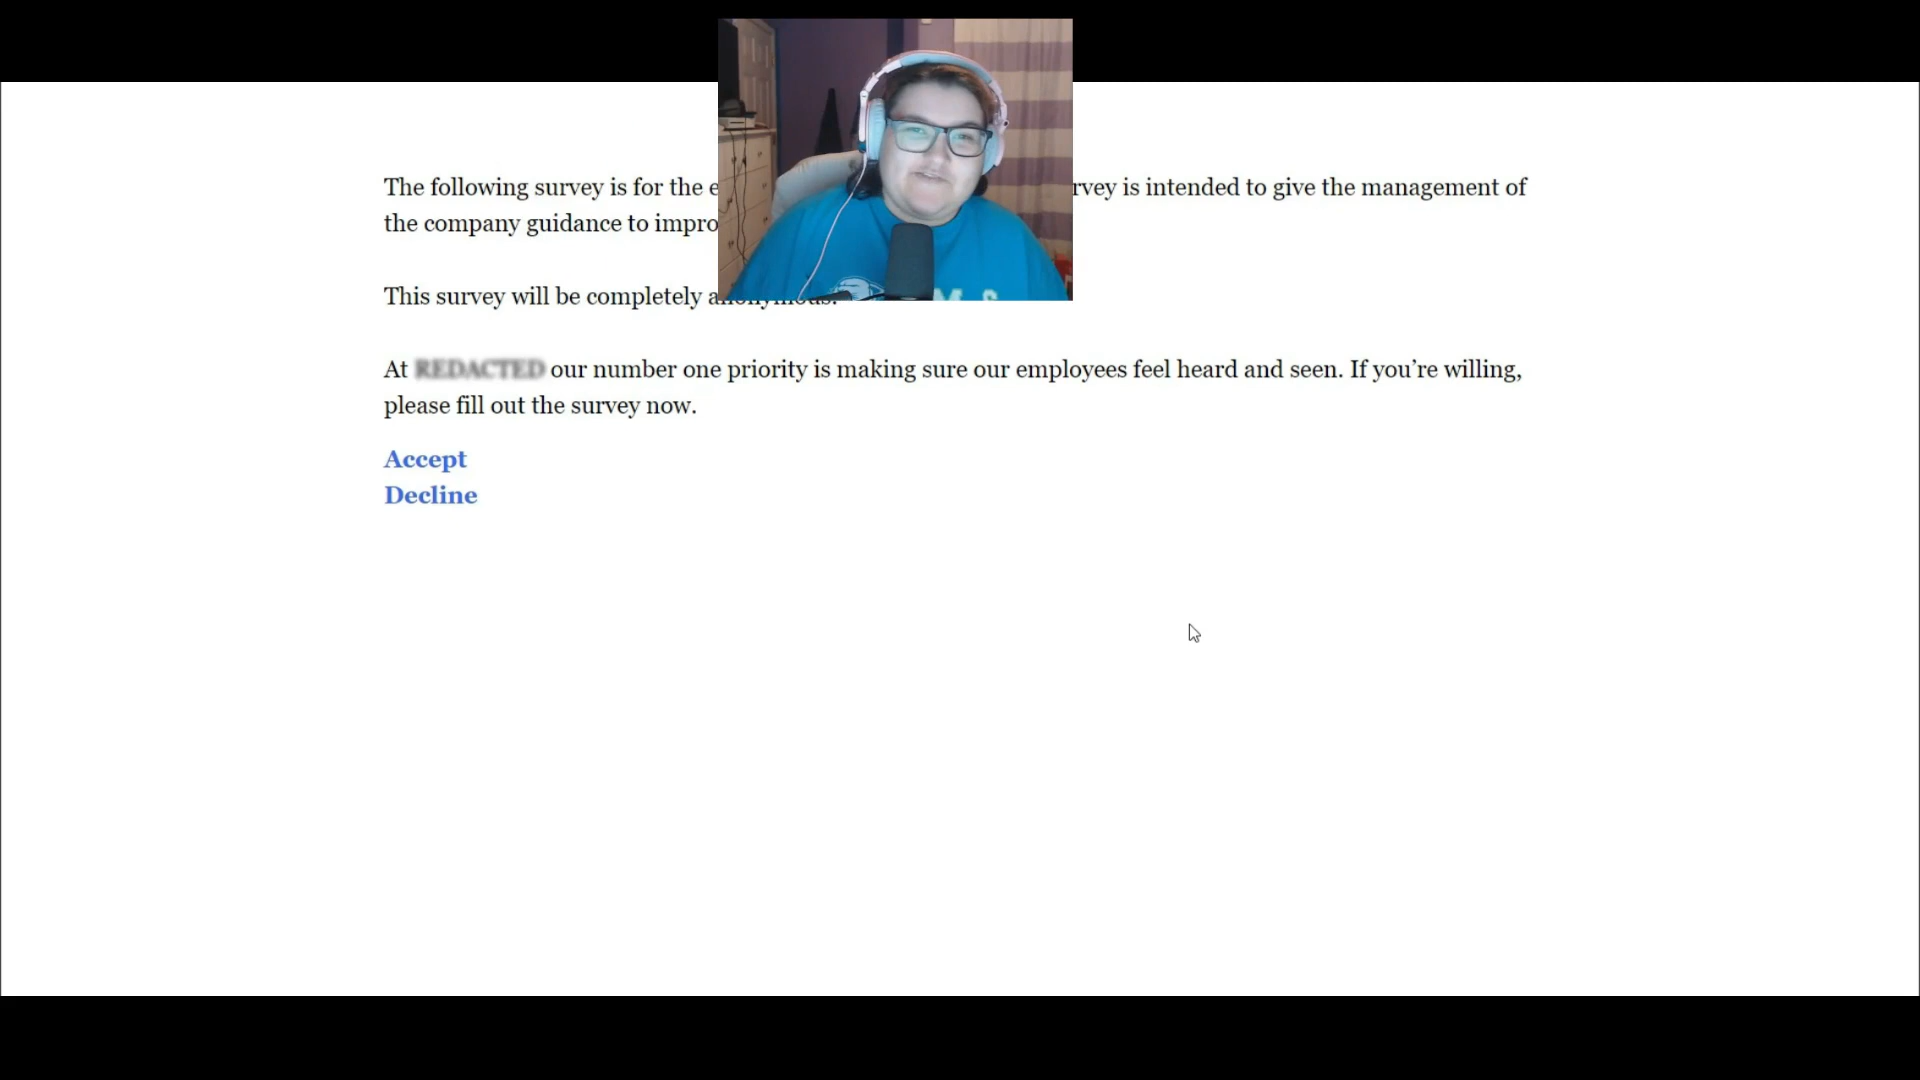 The following survey is for the e rvey is intended to give the management of
the company guidance to impro
This survey will be completely anonymous.
At REDACTED our number one priority is making sure our employees feel heard and seen. If you’re willing,
please fill out the survey now.
Accept
Decline
M S